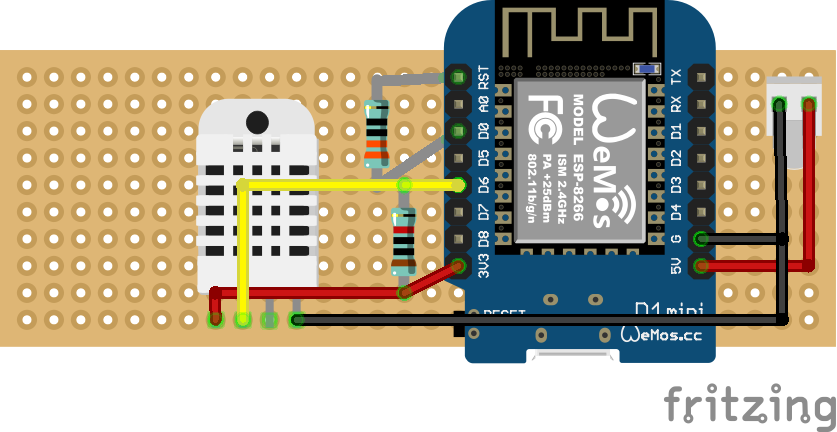 RST
A0
D0
D5
D6
D7
D8
3V3
TX
RX
D1
D2
D3
D4
G
5V
WeMos
MODEL ESP-8266
ISM 2.4GHz
PA +25dBm
802.11b/g/n
FC
RESET
D1 mini
WeMos.cc
fritzing